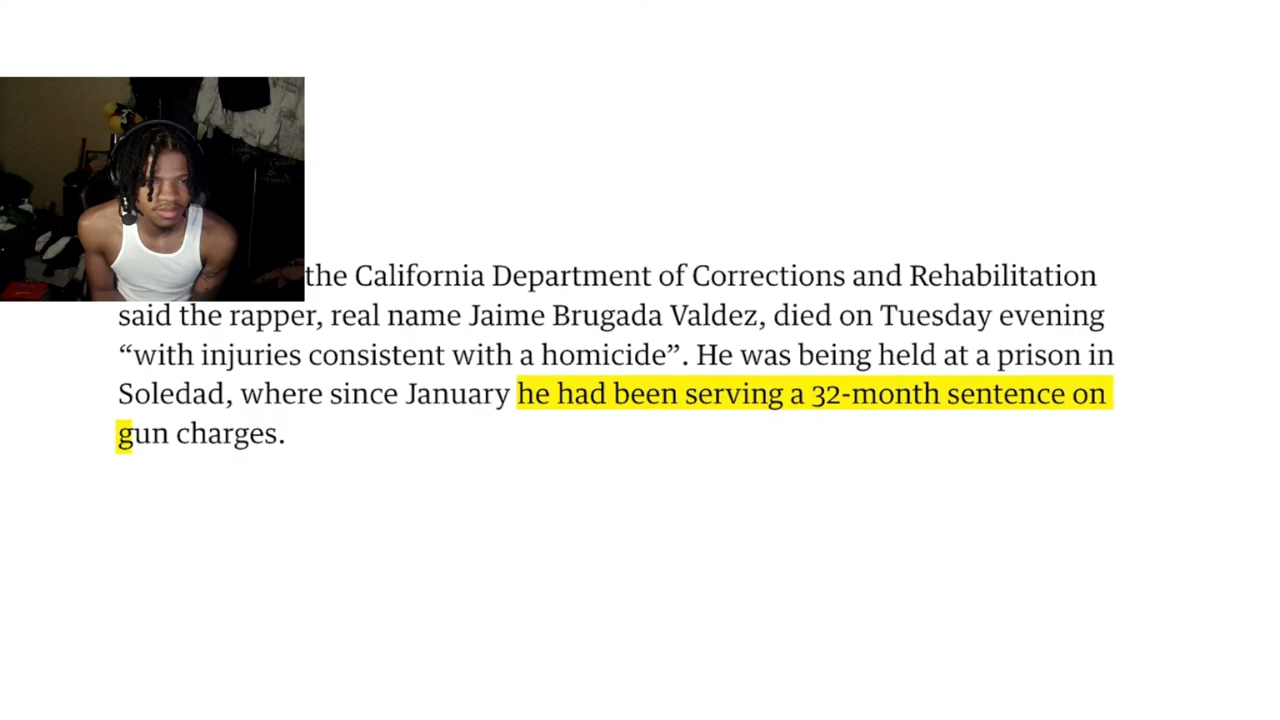 the California Department of Corrections and Rehabilitation
said the rapper, real name Jaime Brugada Valdez, died on Tuesday evening
“with injuries consistent with a homicide”. He was being held at a prison in
Soledad, where since January he had been serving a 32-month sentence on
gun charges.